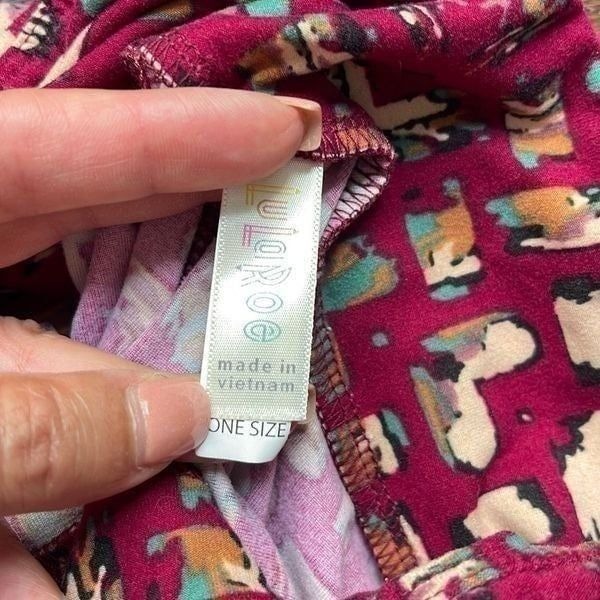 LuLaRoe
made in
vietnam
ONE SIZE